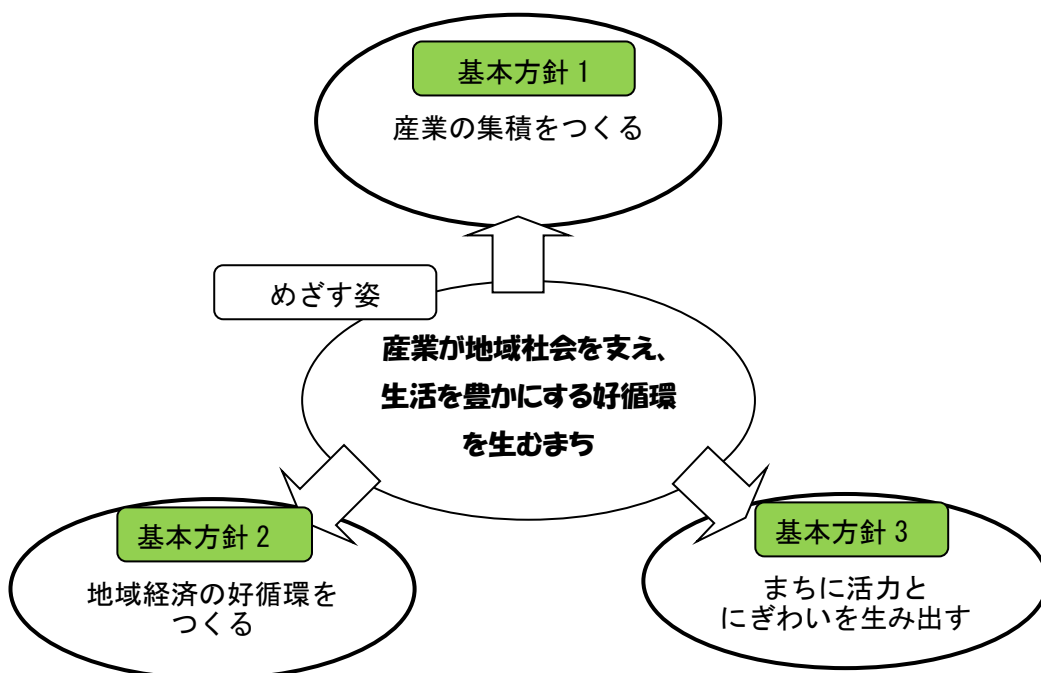 基本方針 1
産業の集積をつくる
めざす姿
産業が地域社会を支え、
生活を豊かにする好循環
を生むまち
基本方針 2
地域経済の好循環を
つくる
基本方針 3
まちに活力と
にぎわいを生み出す